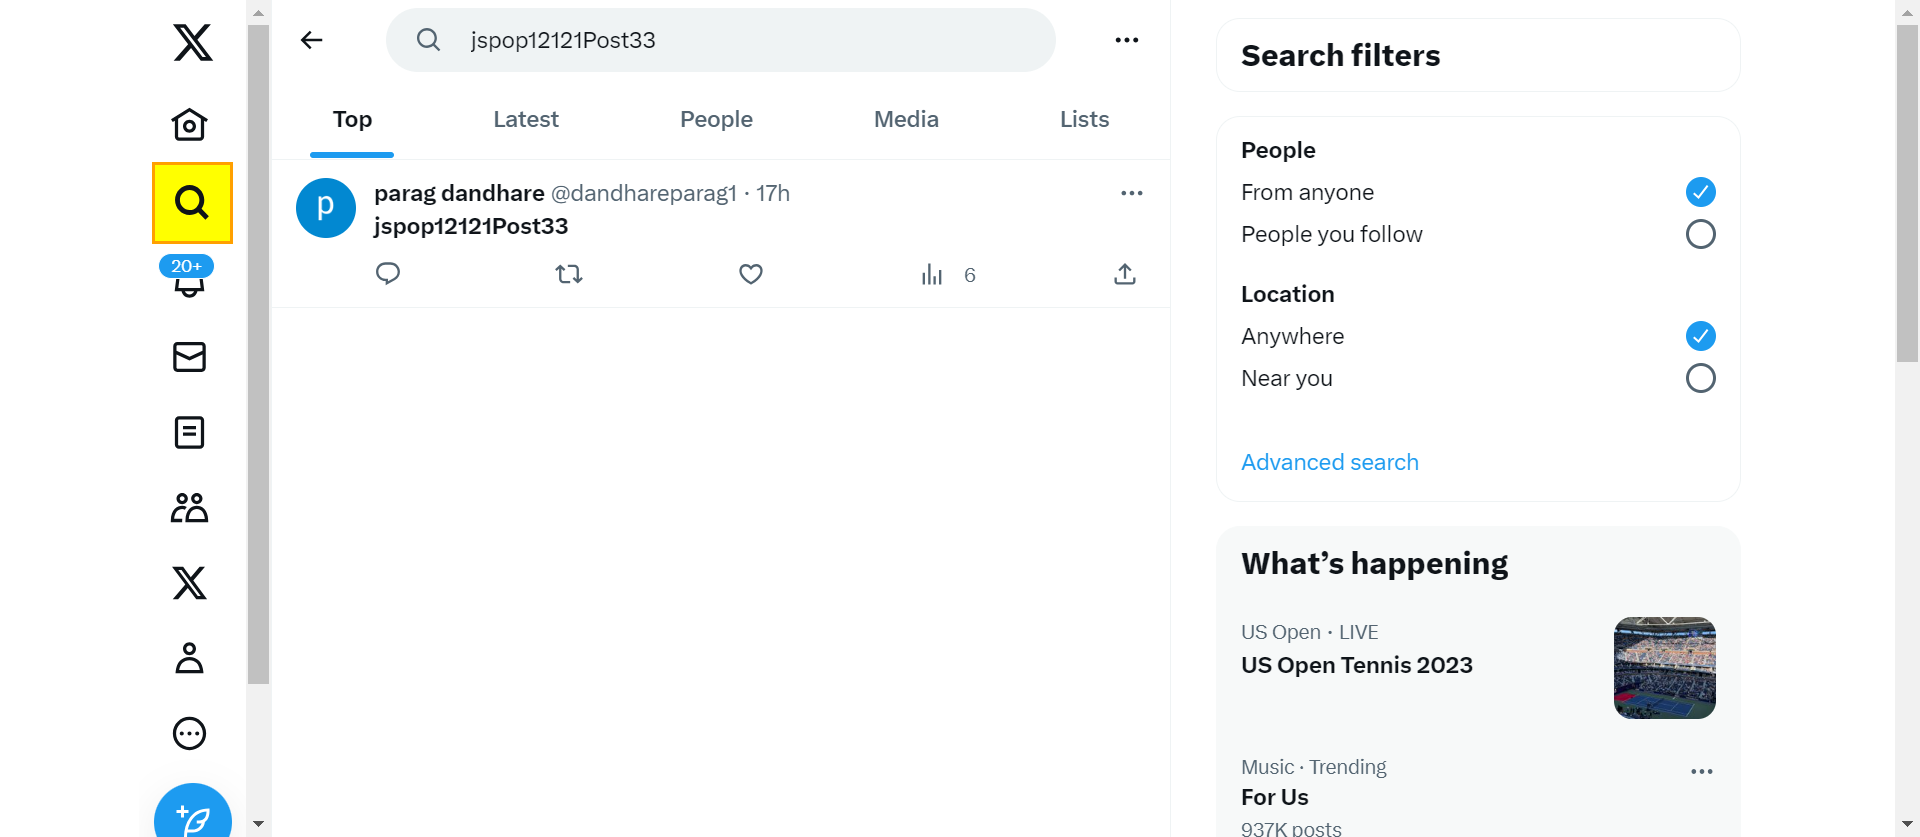 jspop12121Post33
Top Latest People Media Lists
p
parag dandhare @dandhareparag1 · 17h
jspop12121Post33
6
20+
Search filters
People
From anyone
People you follow
Location
Anywhere
Near you
Advanced search
What’s happening
US Open · LIVE
US Open Tennis 2023
Music · Trending
For Us
937K posts